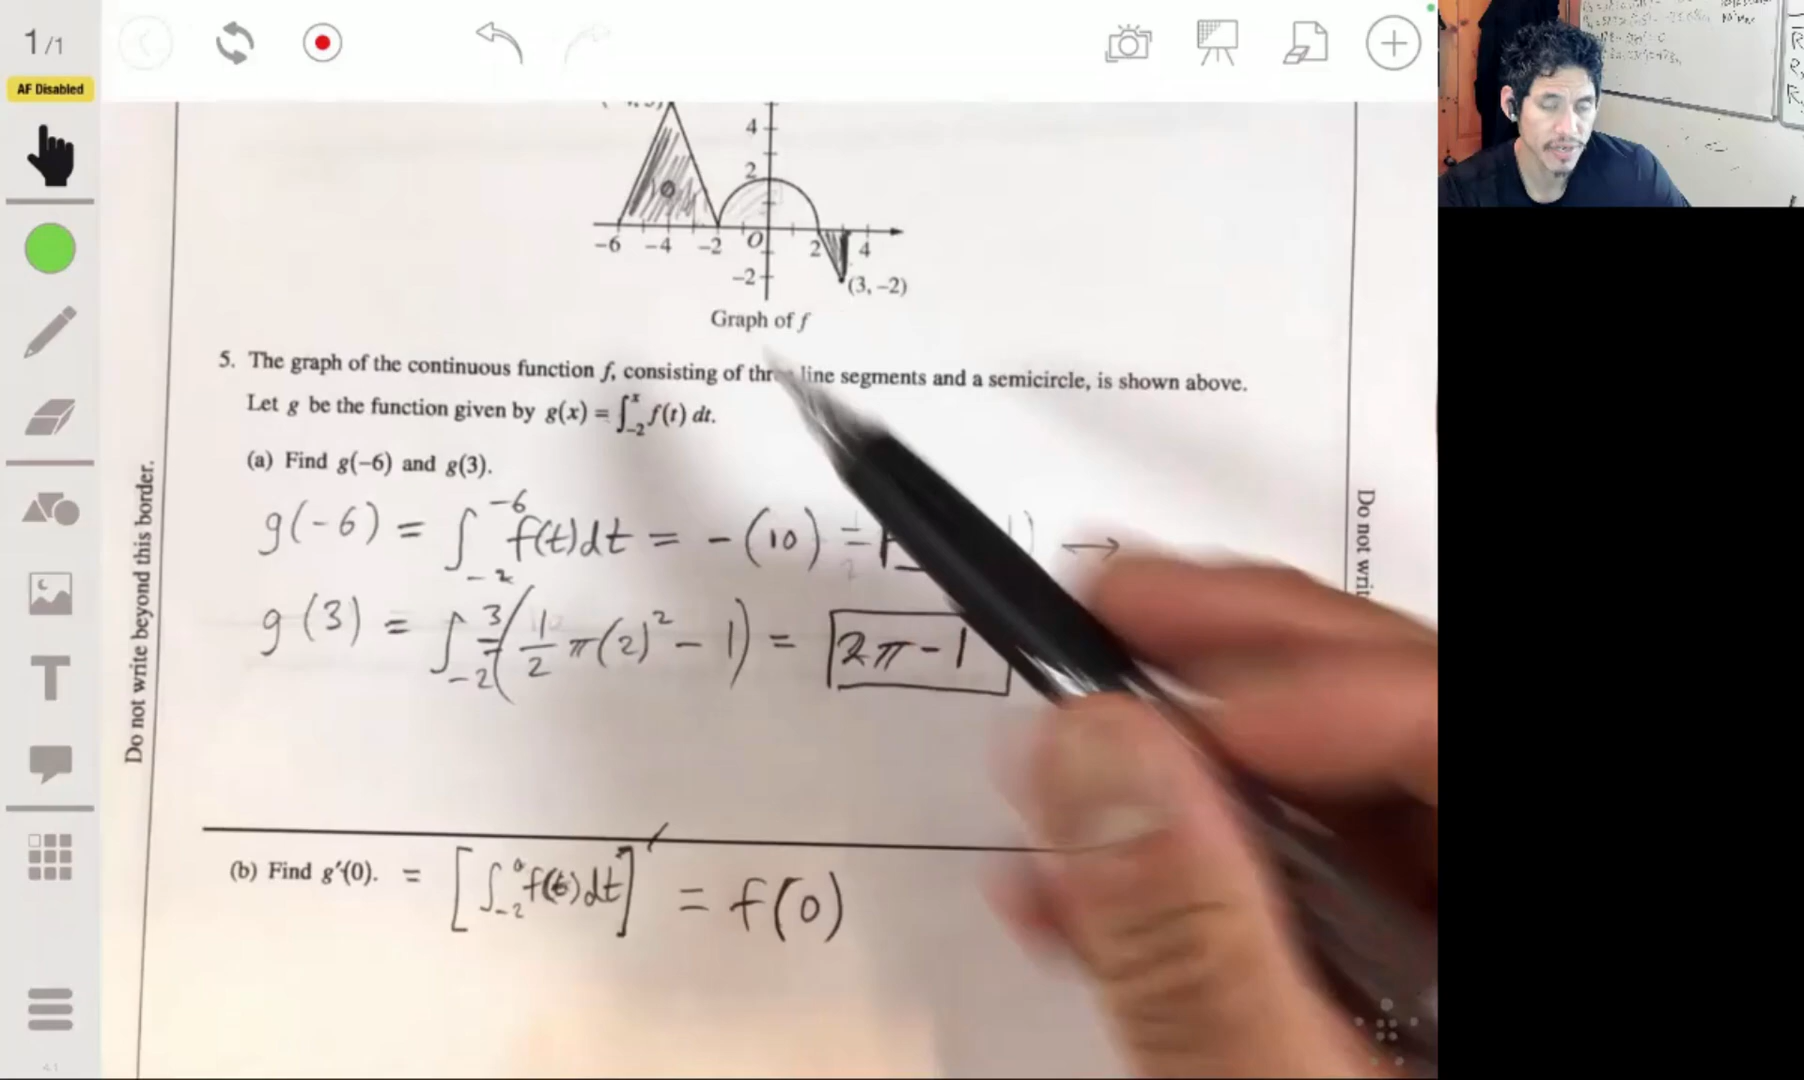 1/1
AF Disabled
4
2
-6 -4 -2 O 2 4
-2
(3, -2)
Graph of f
5. The graph of the continuous function f, consisting of line segments and a semicircle, is shown above.
Let g be the function given by g(x) = ∫_{-2}^{x} f(t) dt.
(a) Find g(-6) and g(3).
g(-6) = ∫_{-2}^{-6} f(t)dt = -(10) =
g(3) = ∫_{-2}^{3} = (1/2 π(2)² - 1) = 2π - 1
(b) Find g′(0). = [∫_{-2}^{0} f(t)dt]′ = f(0)
Do not write beyond this border.
Do not writ
T